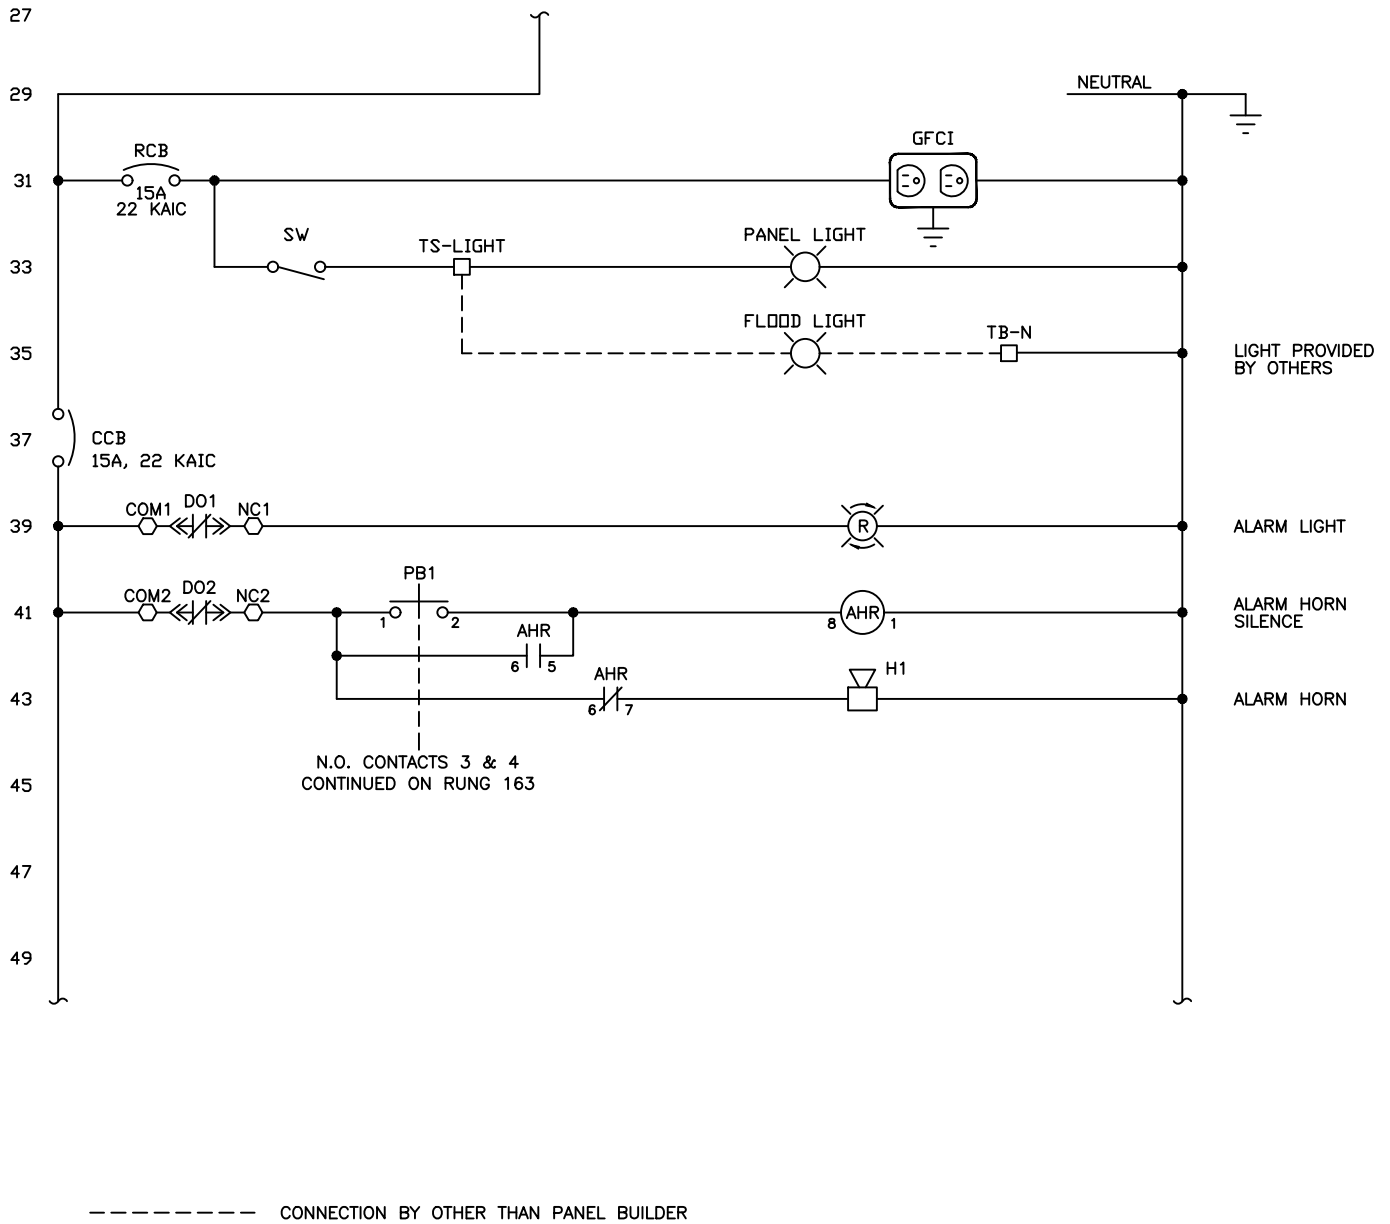 27
29
NEUTRAL
GFCI
RCB
31
15A
22 KAIC
SW
TS-LIGHT
PANEL LIGHT
33
FLOOD LIGHT
TB-N
35
LIGHT PROVIDED
BY OTHERS
37
CCB
15A, 22 KAIC
COM1
DO1
NC1
39
R
ALARM LIGHT
PB1
COM2
DO2
NC2
41
1
2
8
AHR
1
ALARM HORN
SILENCE
AHR
6
5
AHR
H1
43
6
7
ALARM HORN
N.O. CONTACTS 3 & 4
CONTINUED ON RUNG 163
45
47
49
CONNECTION BY OTHER THAN PANEL BUILDER